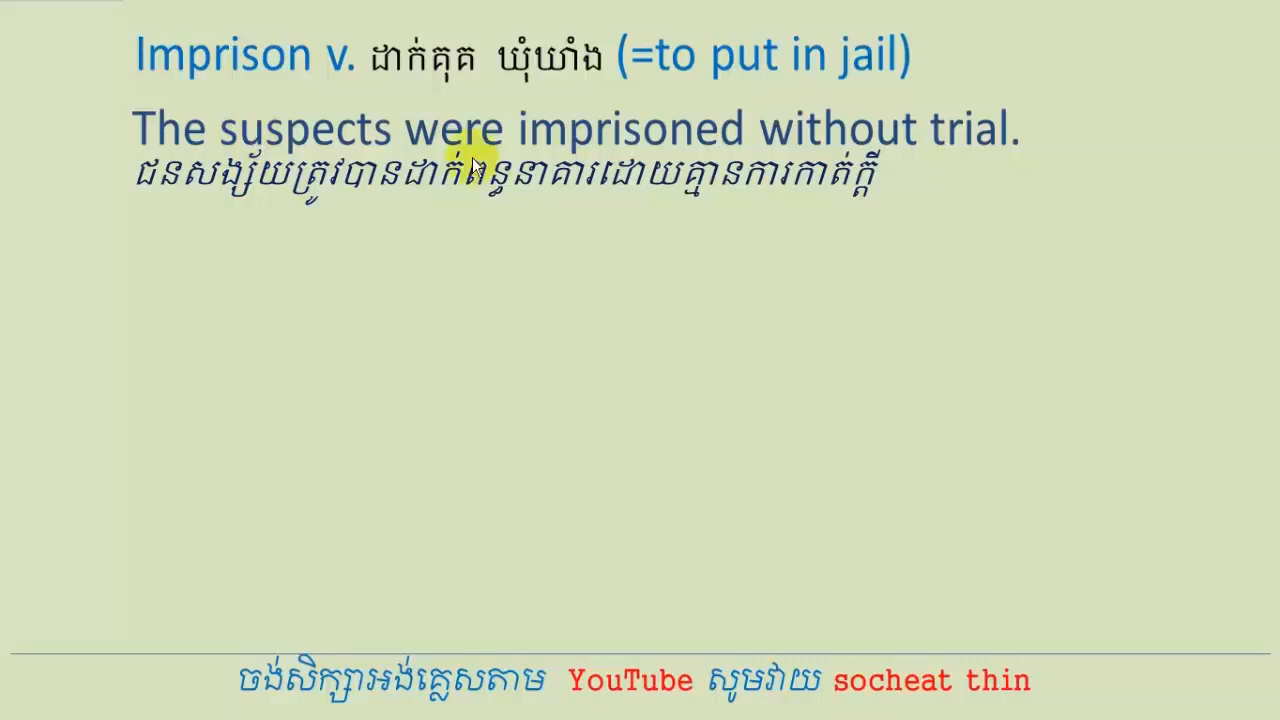 Imprison v. ដាក់គុគ ឃុំឃាំង (=to put in jail)
The suspects were imprisoned without trial.
ជនសង្ស័យត្រូវបានដាក់ពន្ធនាគារដោយគ្មានការកាត់ក្តី
ចង់សិក្សាអង់គ្លេសតាម YouTube សូមវាយ socheat thin